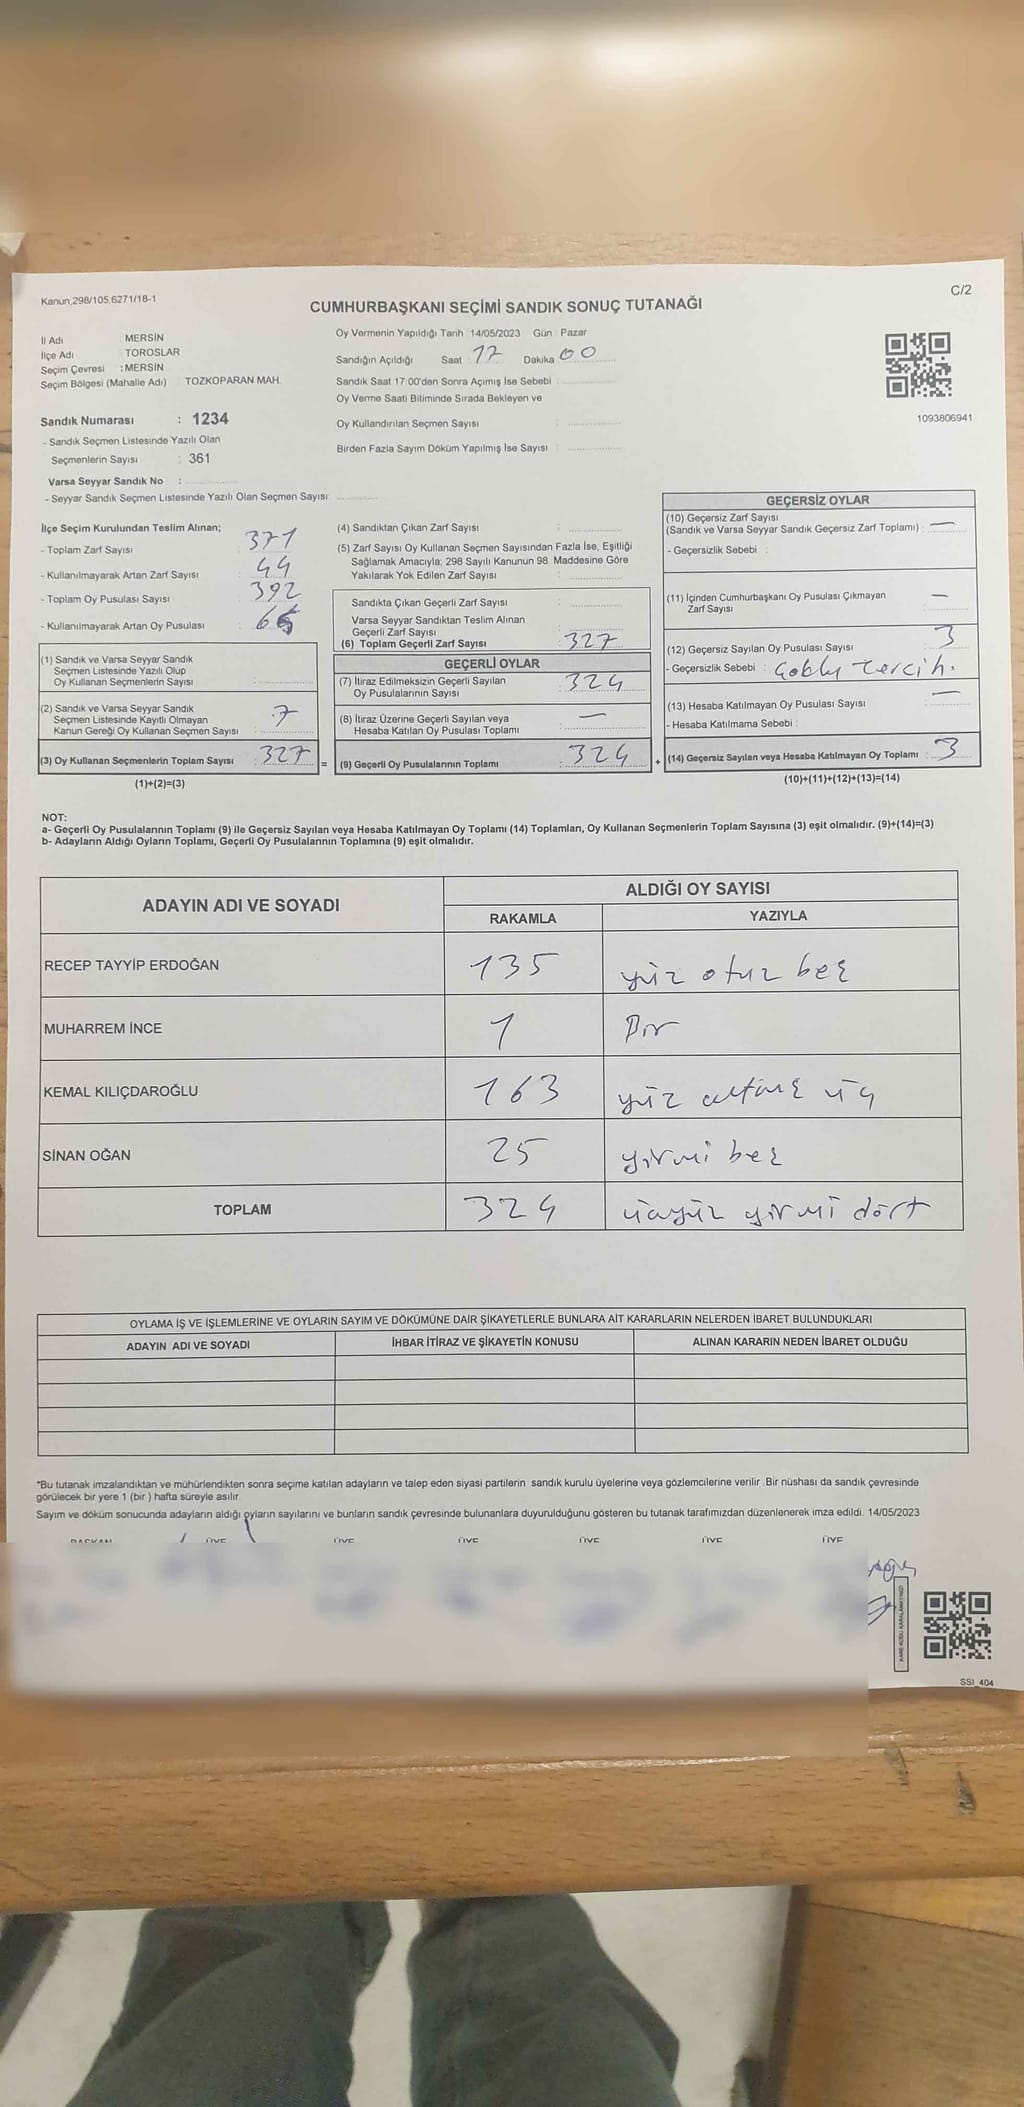 Kanun;298/105,6271/18-1
C/2
CUMHURBAŞKANI SEÇİMİ SANDIK SONUÇ TUTANAĞI
İl Adı : MERSİN
İlçe Adı : TOROSLAR
Seçim Çevresi : MERSİN
Seçim Bölgesi (Mahalle Adı) : TOZKOPARAN MAH.
Sandık Numarası : 1234
- Sandık Seçmen Listesinde Yazılı Olan
Seçmenlerin Sayısı : 361
Varsa Seyyar Sandık No :
- Seyyar Sandık Seçmen Listesinde Yazılı Olan Seçmen Sayısı:
Oy Vermenin Yapıldığı Tarih : 14/05/2023 Gün : Pazar
Sandığın Açıldığı Saat : 17 Dakika : 00
Sandık Saat 17:00'den Sonra Açımış İse Sebebi :
Oy Verme Saati Bitiminde Sırada Bekleyen ve
Oy Kullandırılan Seçmen Sayısı :
Birden Fazla Sayım Döküm Yapılmış İse Sayısı :
1093806941
İlçe Seçim Kurulundan Teslim Alınan;
- Toplam Zarf Sayısı : 371
- Kullanılmayarak Artan Zarf Sayısı : 44
- Toplam Oy Pusulası Sayısı : 392
- Kullanılmayarak Artan Oy Pusulası :
(1) Sandık ve Varsa Seyyar Sandık
Seçmen Listesinde Yazılı Olup
Oy Kullanan Seçmenlerin Sayısı :
(2) Sandık ve Varsa Seyyar Sandık
Seçmen Listesinde Kayıtlı Olmayan
Kanun Gereği Oy Kullanan Seçmen Sayısı : 7
(3) Oy Kullanan Seçmenlerin Toplam Sayısı : 327 =
(1)+(2)=(3)
(4) Sandıktan Çıkan Zarf Sayısı :
(5) Zarf Sayısı Oy Kullanan Seçmen Sayısından Fazla İse, Eşitliği
Sağlamak Amacıyla; 298 Sayılı Kanunun 98. Maddesine Göre
Yakılarak Yok Edilen Zarf Sayısı :
Sandıkta Çıkan Geçerli Zarf Sayısı :
Varsa Seyyar Sandıktan Teslim Alınan
Geçerli Zarf Sayısı :
(6) Toplam Geçerli Zarf Sayısı : 327
GEÇERLİ OYLAR
(7) İtiraz Edilmeksizin Geçerli Sayılan
Oy Pusulalarının Sayısı : 324
(8) İtiraz Üzerine Geçerli Sayılan veya
Hesaba Katılan Oy Pusulası Toplamı : —
(9) Geçerli Oy Pusulalarının Toplamı : 324 +
GEÇERSİZ OYLAR
(10) Geçersiz Zarf Sayısı
(Sandık ve Varsa Seyyar Sandık Geçersiz Zarf Toplamı) : —
- Geçersizlik Sebebi :
(11) İçinden Cumhurbaşkanı Oy Pusulası Çıkmayan
Zarf Sayısı : —
(12) Geçersiz Sayılan Oy Pusulası Sayısı : 3
- Geçersizlik Sebebi : Çoklu tercih.
(13) Hesaba Katılmayan Oy Pusulası Sayısı : —
- Hesaba Katılmama Sebebi :
(14) Geçersiz Sayılan veya Hesaba Katılmayan Oy Toplamı : 3
(10)+(11)+(12)+(13)=(14)
NOT:
a- Geçerli Oy Pusulalarının Toplamı (9) ile Geçersiz Sayılan veya Hesaba Katılmayan Oy Toplamı (14) Toplamları, Oy Kullanan Seçmenlerin Toplam Sayısına (3) eşit olmalıdır. (9)+(14)=(3)
b- Adayların Aldığı Oyların Toplamı, Geçerli Oy Pusulalarının Toplamına (9) eşit olmalıdır.
ADAYIN ADI VE SOYADI
ALDIĞI OY SAYISI
RAKAMLA YAZIYLA
RECEP TAYYİP ERDOĞAN 135 yüz otuz beş
MUHARREM İNCE 1 Bir
KEMAL KILIÇDAROĞLU 163 yüz altmış üç
SİNAN OĞAN 25 yirmi beş
TOPLAM 324 üçyüz yirmi dört
OYLAMA İŞ VE İŞLEMLERİNE VE OYLARIN SAYIM VE DÖKÜMÜNE DAİR ŞİKAYETLERLE BUNLARA AİT KARARLARIN NELERDEN İBARET BULUNDUKLARI
ADAYIN ADI VE SOYADI İHBAR İTİRAZ VE ŞİKAYETİN KONUSU ALINAN KARARIN NEDEN İBARET OLDUĞU
*Bu tutanak imzalandıktan ve mühürlendikten sonra seçime katılan adayların ve talep eden siyasi partilerin sandık kurulu üyelerine veya gözlemcilerine verilir. Bir nüshası da sandık çevresinde
görülecek bir yere 1 (bir ) hafta süreyle asılır.
Sayım ve döküm sonucunda adayların aldığı oyların sayılarını ve bunların sandık çevresinde bulunanlara duyurulduğunu gösteren bu tutanak tarafımızdan düzenlenerek imza edildi. 14/05/2023
BAŞKAN ÜYE ÜYE ÜYE ÜYE ÜYE ÜYE
KARE KODU KARALAMAYINIZ!
SSI_404